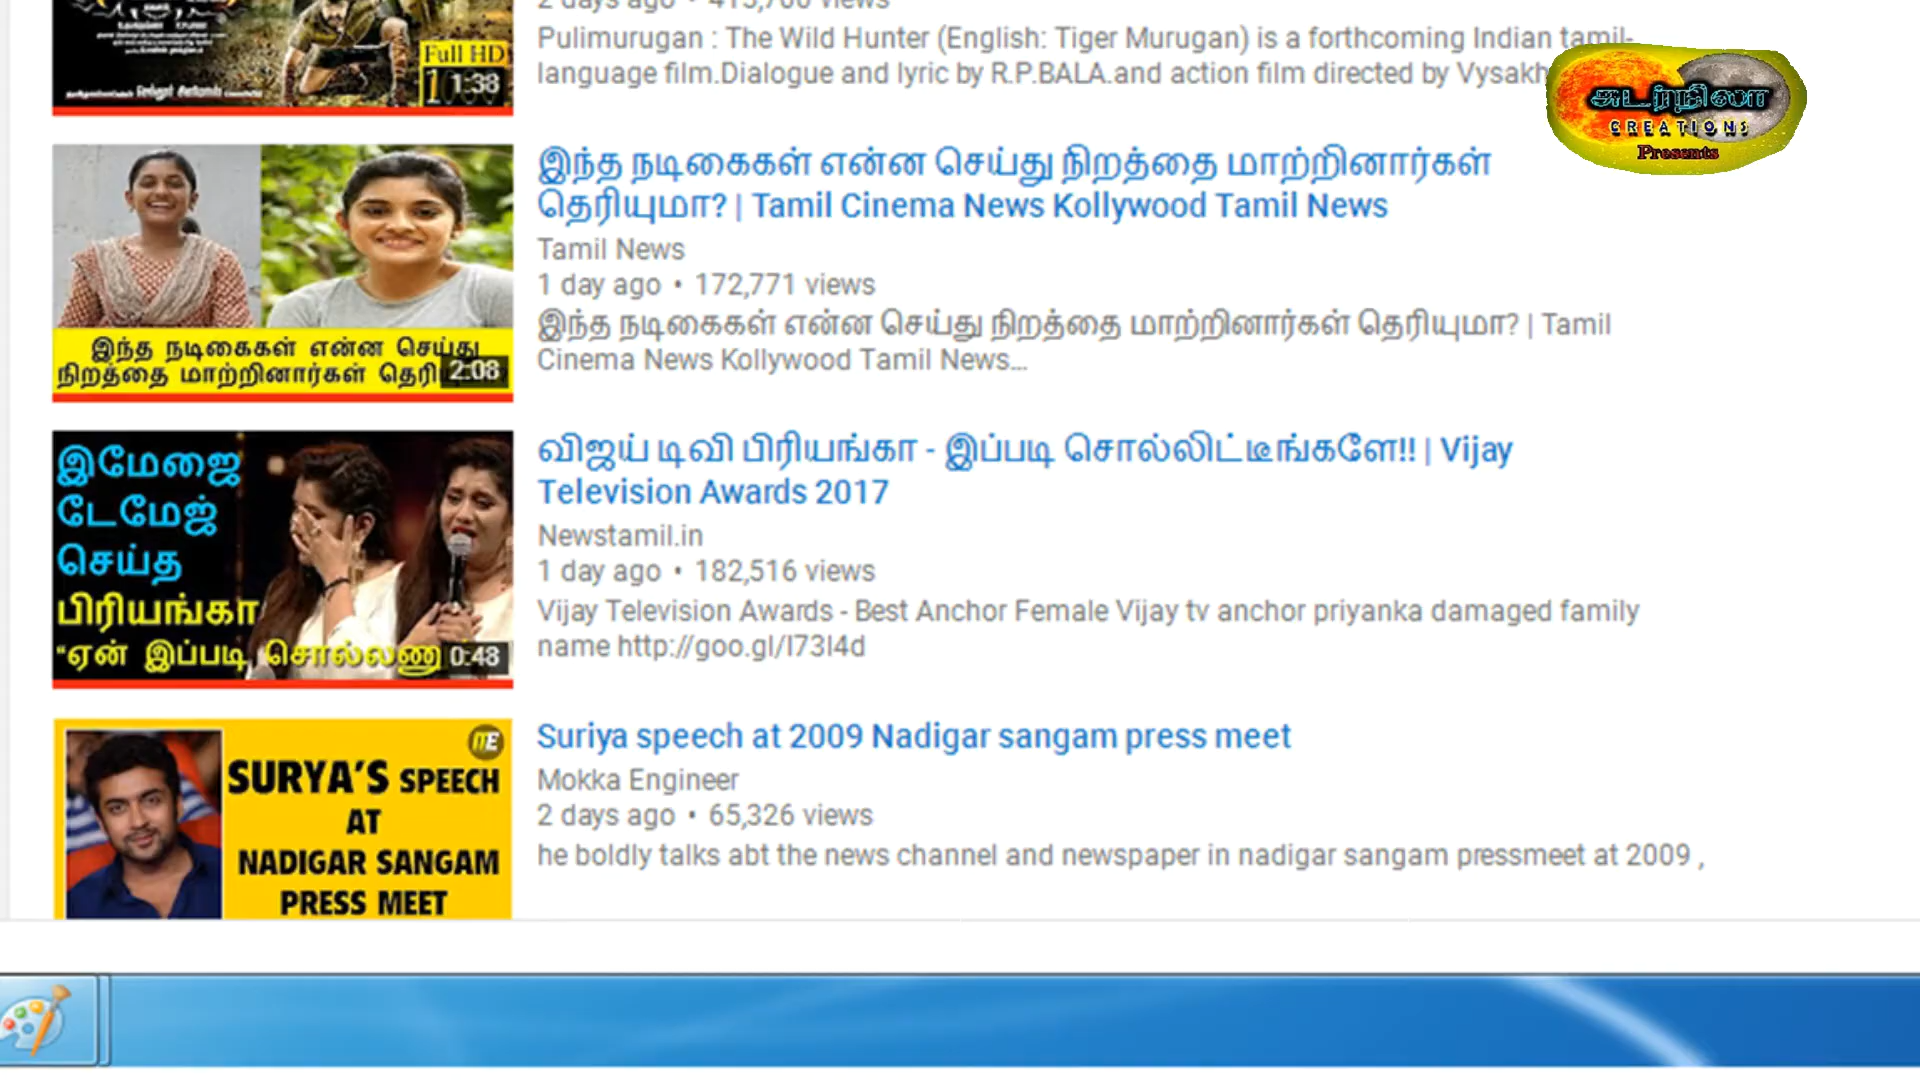 Full HD
1:38
Pulimurugan : The Wild Hunter (English: Tiger Murugan) is a forthcoming Indian tamil-
language film.Dialogue and lyric by R.P.BALA.and action film directed by Vysakh
சுடர்நிலா
CREATIONS
Presents
இந்த நடிகைகள் என்ன செய்து நிறத்தை மாற்றினார்கள்
தெரியுமா? | Tamil Cinema News Kollywood Tamil News
Tamil News
1 day ago • 172,771 views
இந்த நடிகைகள் என்ன செய்து நிறத்தை மாற்றினார்கள் தெரியுமா? | Tamil
Cinema News Kollywood Tamil News...
இந்த நடிகைகள் என்ன செய்து
நிறத்தை மாற்றினார்கள்
2:08
விஜய் டிவி பிரியங்கா - இப்படி சொல்லிட்டீங்களே!! | Vijay
Television Awards 2017
Newstamil.in
1 day ago • 182,516 views
Vijay Television Awards - Best Anchor Female Vijay tv anchor priyanka damaged family
name http://goo.gl/I73I4d
இமேஜை
டேமேஜ்
செய்த
பிரியங்கா
“ஏன் இப்படி சொல்லணு
0:48
Suriya speech at 2009 Nadigar sangam press meet
Mokka Engineer
2 days ago • 65,326 views
he boldly talks abt the news channel and newspaper in nadigar sangam pressmeet at 2009 ,
ME
SURYA'S SPEECH
AT
NADIGAR SANGAM
PRESS MEET